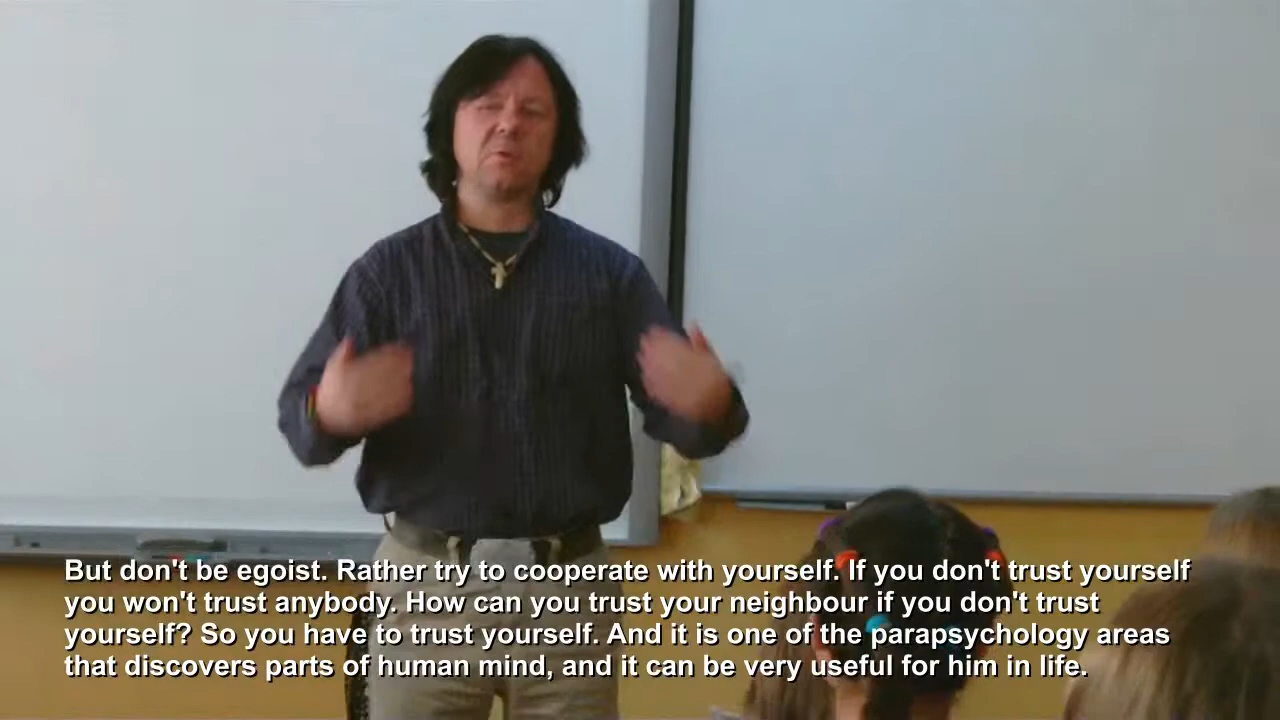 But don't be egoist. Rather try to cooperate with yourself. If you don't trust yourself
you won't trust anybody. How can you trust your neighbour if you don't trust
yourself? So you have to trust yourself. And it is one of the parapsychology areas
that discovers parts of human mind, and it can be very useful for him in life.